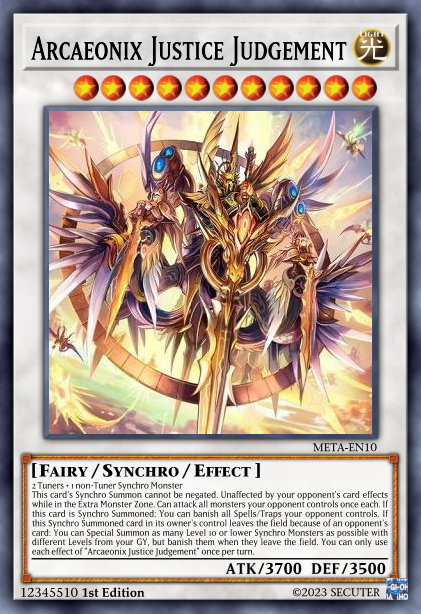 ARCAEONIX JUSTICE JUDGEMENT
LIGHT
光
META-EN10
[FAIRY / SYNCHRO / EFFECT ]
2 Tuners + 1 non-Tuner Synchro Monster
This card's Synchro Summon cannot be negated. Unaffected by your opponent's card effects
while in the Extra Monster Zone. Can attack all monsters your opponent controls once each. If
this card is Synchro Summoned: You can banish all Spells/Traps your opponent controls. If
this Synchro Summoned card in its owner's control leaves the field because of an opponent's
card: You can Special Summon as many Level 10 or lower Synchro Monsters as possible with
different Levels from your GY, but banish them when they leave the field. You can only use
each effect of "Arcaeonix Justice Judgement" once per turn.
ATK/3700 DEF/3500
12345510 1st Edition ©2023 SECUTER